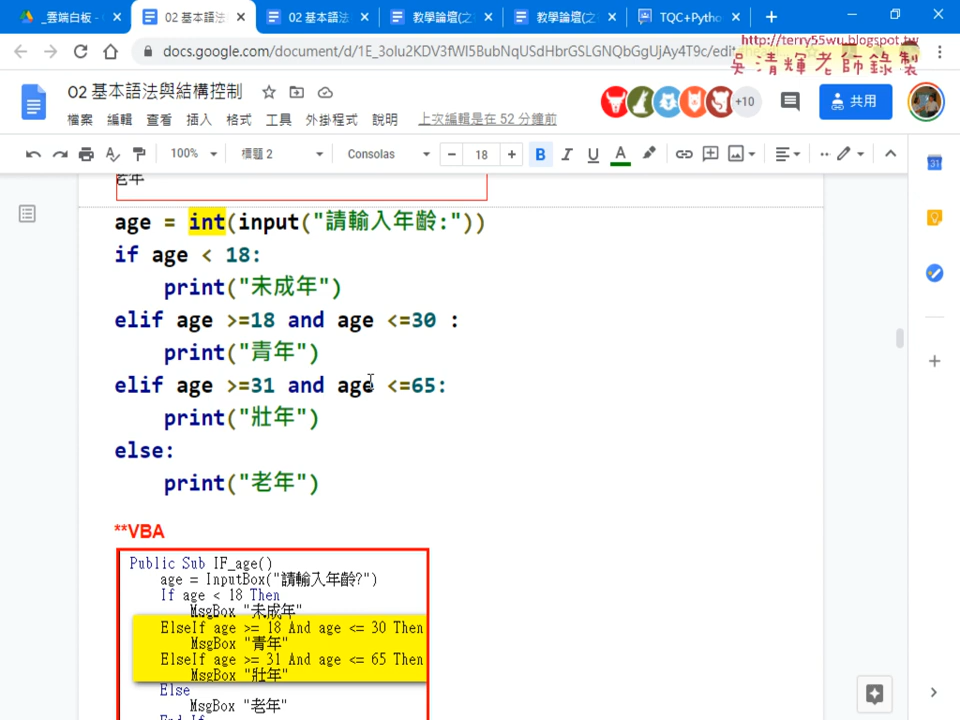 _雲端白板 -
02 基本語法
02 基本語法
教學論壇(之
教學論壇(之
TQC+Python
http://terry55wu.blogspot.tw
吳清輝老師錄製
docs.google.com/document/d/1E_3olu2KDV3fWI5BubNqUSdHbrGSLGNQbGgUjAy4T9c/edi
02 基本語法與結構控制
檔案 編輯 查看 插入 格式 工具 外掛程式 說明 上次編輯是在 52 分鐘前
+10
共用
100% 標題 2 Consolas 18 B I U A
老年
age = int(input("請輸入年齡:"))
if age < 18:
print("未成年")
elif age >=18 and age <=30 :
print("青年")
elif age >=31 and age <=65:
print("壯年")
else:
print("老年")
**VBA
Public Sub IF_age()
age = InputBox("請輸入年齡?")
If age < 18 Then
MsgBox "未成年"
ElseIf age >= 18 And age <= 30 Then
MsgBox "青年"
ElseIf age >= 31 And age <= 65 Then
MsgBox "壯年"
Else
MsgBox "老年"
End If